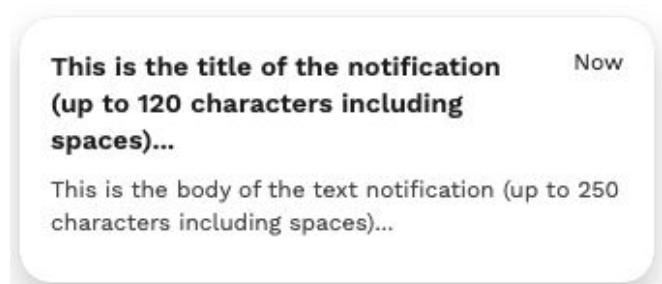 This is the title of the notification
Now
(up to 120 characters including
spaces)...
This is the body of the text notification (up to 250
characters including spaces)...